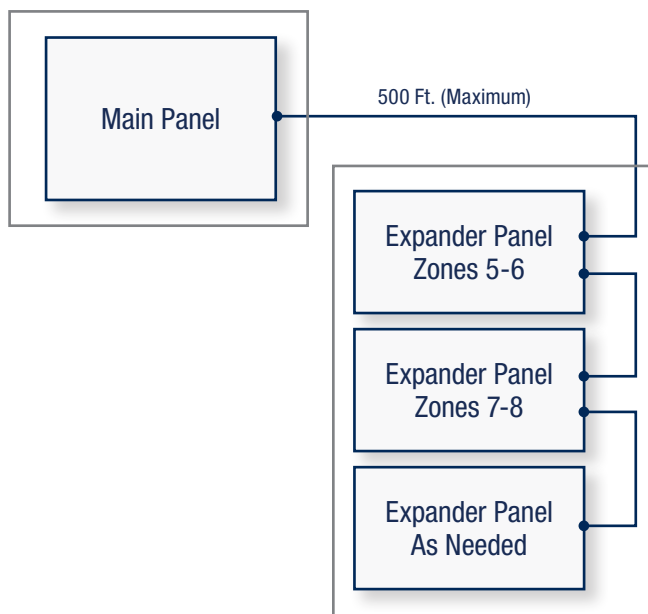 Main Panel
500 Ft. (Maximum)
Expander Panel
Zones 5-6
Expander Panel
Zones 7-8
Expander Panel
As Needed